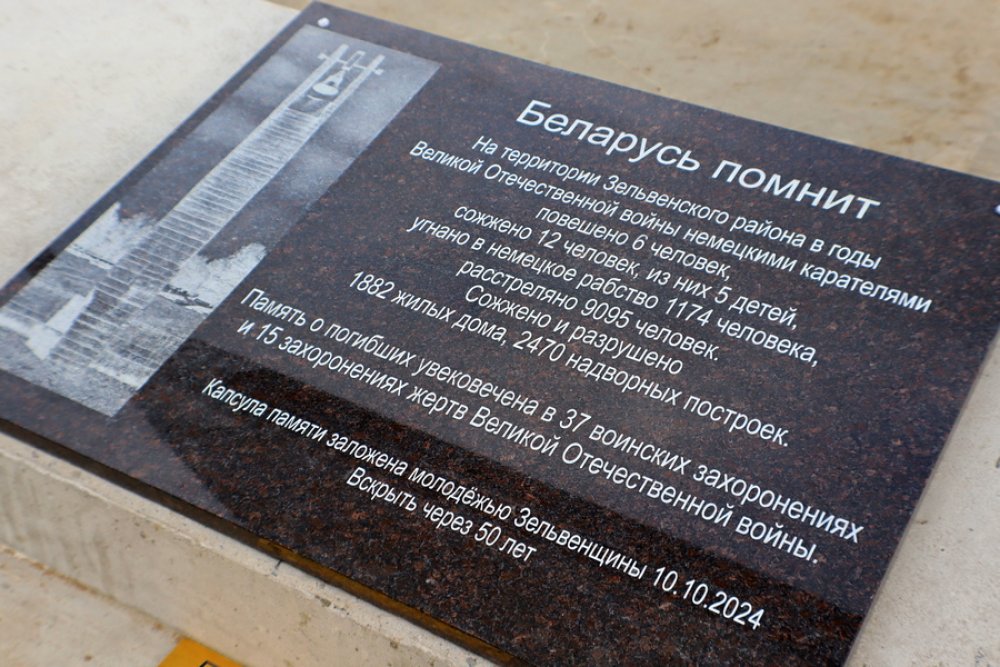 Беларусь помнит
На территории Зельвенского района в годы
Великой Отечественной войны немецкими карателями
повешено 6 человек,
сожжено 12 человек, из них 5 детей,
угнано в немецкое рабство 1174 человека,
расстреляно 9095 человек.
Сожжено и разрушено
1882 жилых дома, 2470 надворных построек.
Память о погибших увековечена в 37 воинских захоронениях
и 15 захоронениях жертв Великой Отечественной войны.
Капсула памяти заложена молодёжью Зельвенщины 10.10.2024
Вскрыть через 50 лет